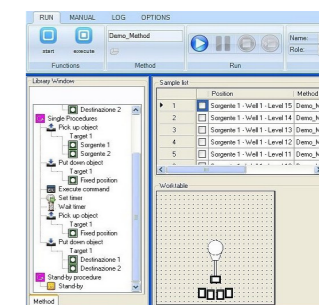 RUN MANUAL LOG OPTIONS
start execute
Demo_Method
Name:
Role:
Functions Method Run
Library Window
Destinazione 2
Single Procedures
Pick up object
Target 1
Sorgente 1
Sorgente 2
Put down object
Target 1
Fixed position
Execute command
Set timer
Wait timer
Pick up object
Target 1
Fixed position
Put down object
Target 1
Destinazione 1
Destinazione 2
Stand-by procedure
Stand-by
Method
Sample list
Position Method
1 Sorgente 1 - Well 1 - Level 15 Demo_M
2 Sorgente 1 - Well 1 - Level 14 Demo_M
3 Sorgente 1 - Well 1 - Level 13 Demo_M
4 Sorgente 1 - Well 1 - Level 12 Demo_M
5 Sorgente 1 - Well 1 - Level 11 Demo_M
Worktable